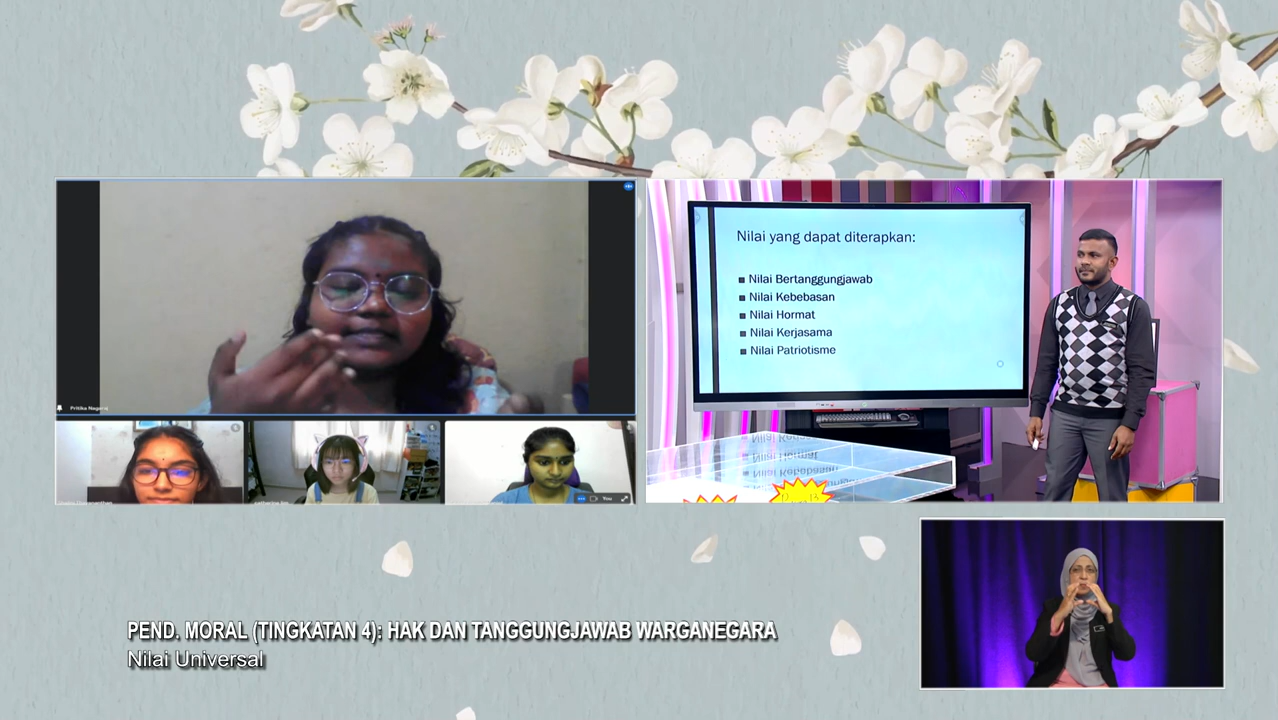 Nilai yang dapat diterapkan:
Nilai Bertanggungjawab
Nilai Kebebasan
Nilai Hormat
Nilai Kerjasama
Nilai Patriotisme
You
PEND. MORAL (TINGKATAN 4): HAK DAN TANGGUNGJAWAB WARGANEGARA
Nilai Universal